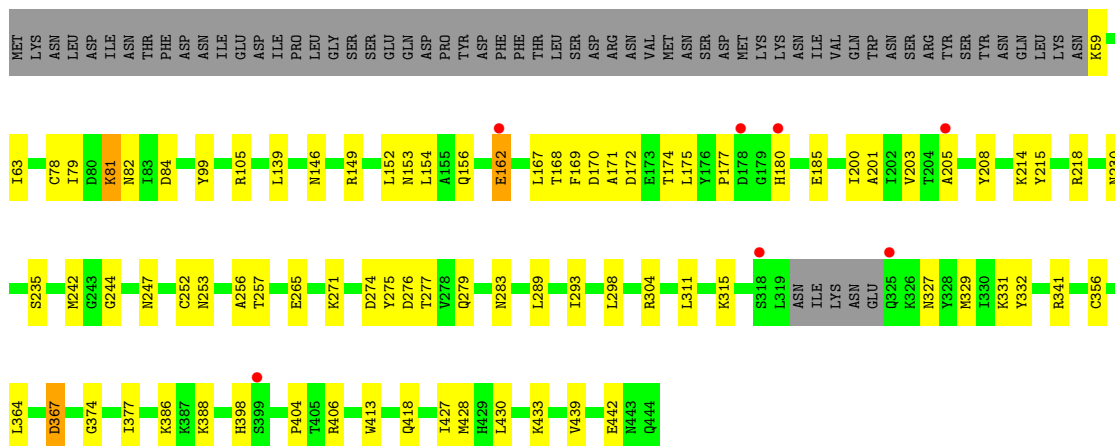 MET LYS ASN LEU ASP ILE ASN THR PHE ASP ASN ILE GLU ASP ILE PRO LEU GLY SER SER GLU GLN ASP PRO TYR ASP PHE PHE THR LEU SER ASP ARG ASN VAL MET ASN SER ASP MET LYS LYS ASN ILE VAL GLN TRP ASN SER ARG TYR SER TYR ASN GLN LEU LYS ASN K59
I63 C78 I79 D80 K81 N82 I83 D84 Y99 R105 L139 N146 R149 L152 N153 L154 A155 Q156 E162 L167 T168 F169 D170 A171 D172 E173 T174 L175 Y176 P177 D178 G179 H180 E185 I200 A201 I202 V203 T204 A205 Y208 K214 Y215 R218 N230
S235 M242 G243 G244 N247 C252 N253 A256 T257 E265 K271 D274 Y275 D276 T277 V278 Q279 N283 L289 I293 L298 R304 L311 K315 S318 L319 ASN ILE LYS ASN GLU Q325 K326 N327 Y328 M329 I330 K331 Y332 R341 C356
L364 D367 G374 I377 K386 K387 K388 H398 S399 P404 T405 R406 W413 Q418 I427 M428 H429 L430 K433 V439 E442 N443 Q444